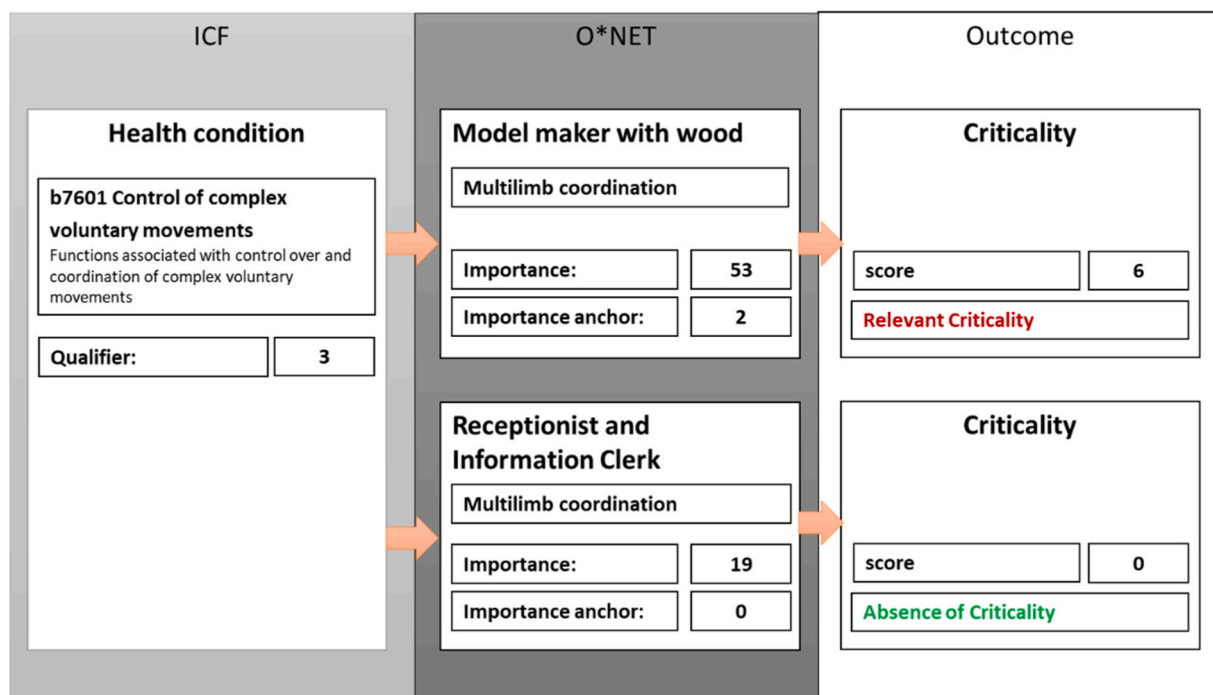 ICF
O*NET
Outcome
Health condition
b7601 Control of complex
voluntary movements
Functions associated with control over and
coordination of complex voluntary
movements
Qualifier:
3
Model maker with wood
Multilimb coordination
Importance:
53
Importance anchor:
2
Criticality
score
6
Relevant Criticality
Receptionist and
Information Clerk
Multilimb coordination
Importance:
19
Importance anchor:
0
Criticality
score
0
Absence of Criticality